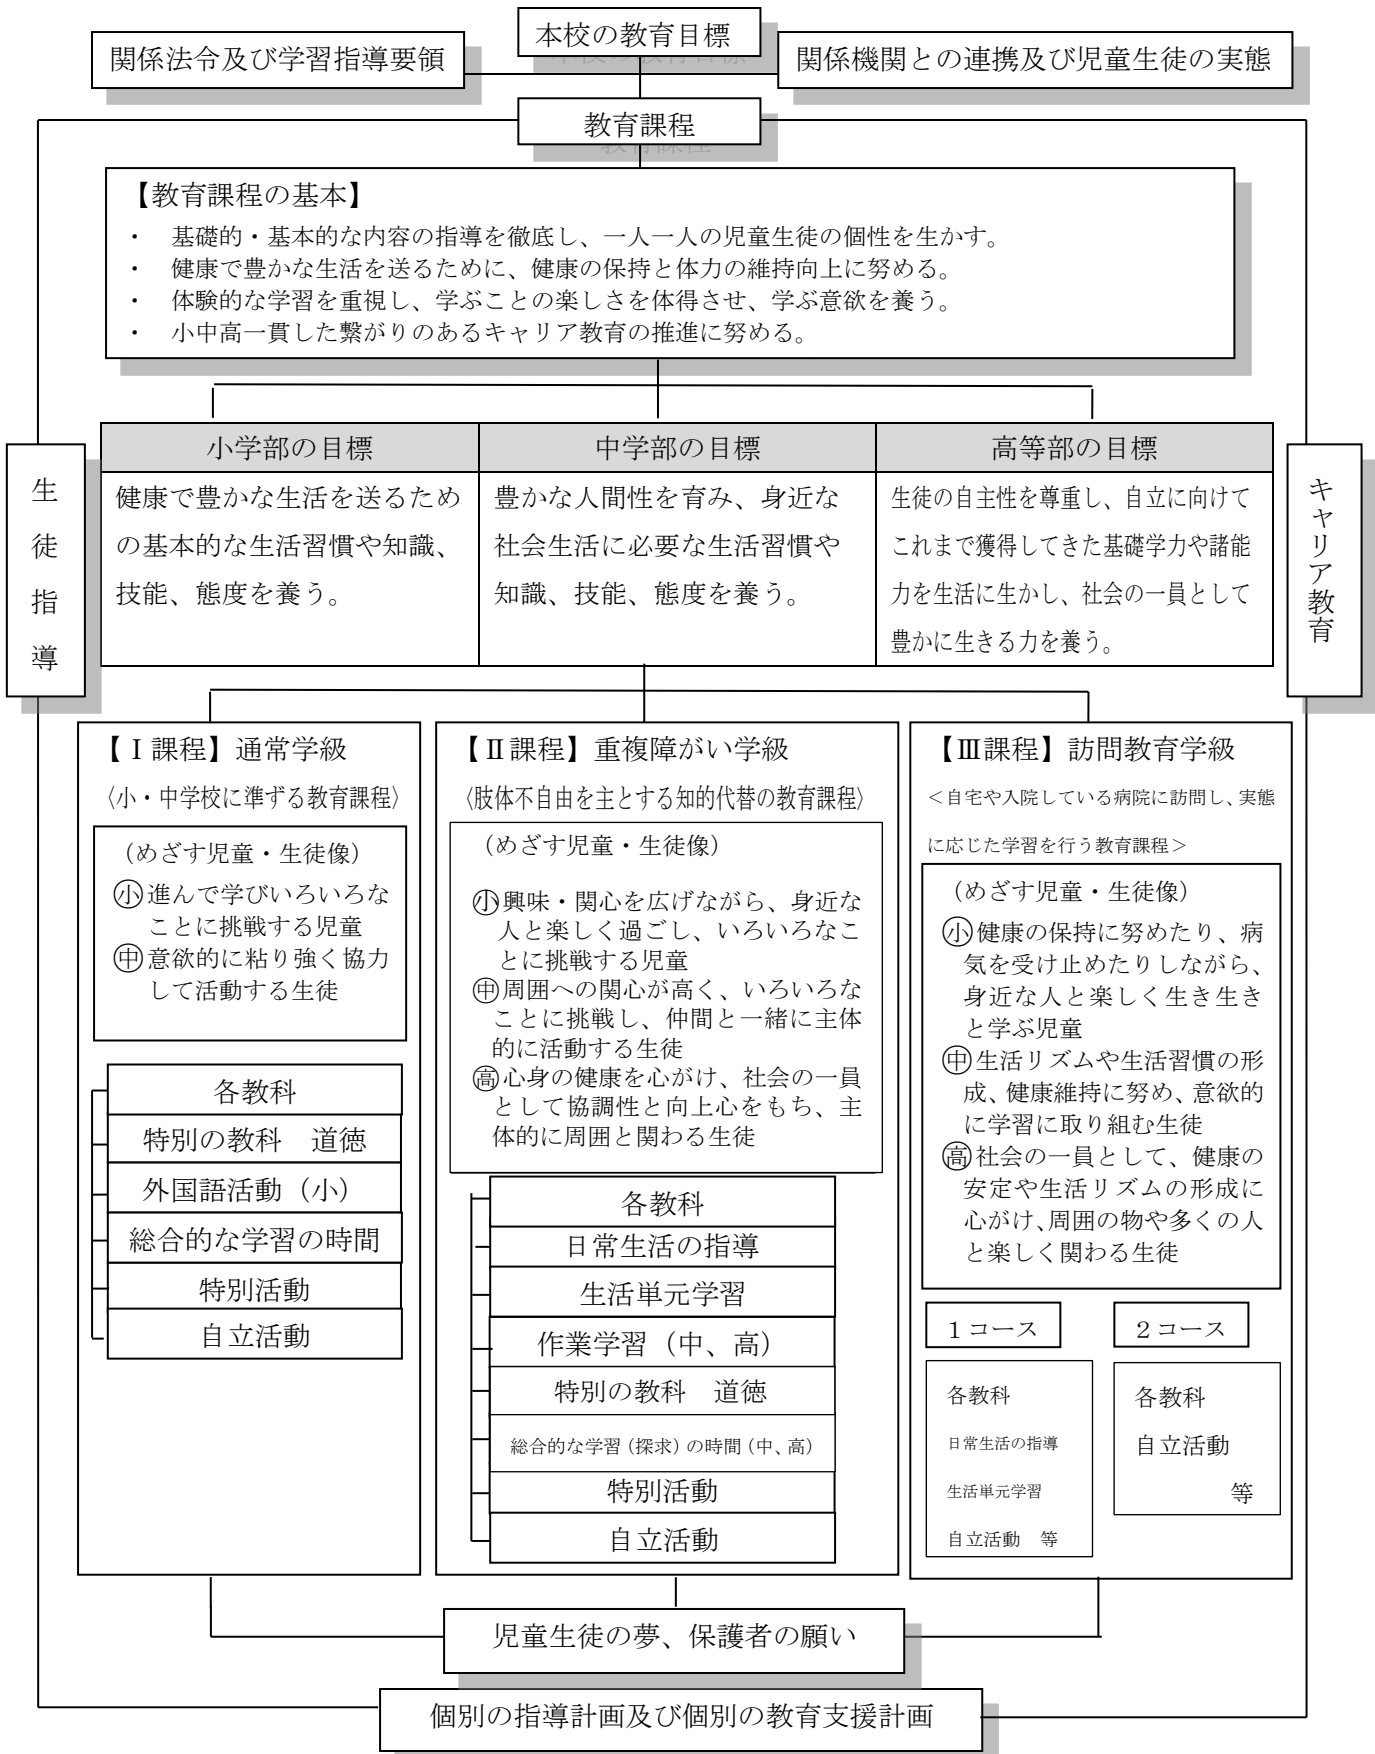 本校の教育目標
関係法令及び学習指導要領
関係機関との連携及び児童生徒の実態
教育課程
【教育課程の基本】
・ 基礎的・基本的な内容の指導を徹底し、一人一人の児童生徒の個性を生かす。
・ 健康で豊かな生活を送るために、健康の保持と体力の維持向上に努める。
・ 体験的な学習を重視し、学ぶことの楽しさを体得させ、学ぶ意欲を養う。
・ 小中高一貫した繋がりのあるキャリア教育の推進に努める。
生徒指導
小学部の目標
健康で豊かな生活を送るため
の基本的な生活習慣や知識、
技能、態度を養う。
中学部の目標
豊かな人間性を育み、身近な
社会生活に必要な生活習慣や
知識、技能、態度を養う。
高等部の目標
生徒の自主性を尊重し、自立に向けて
これまで獲得してきた基礎学力や諸能
力を生活に生かし、社会の一員として
豊かに生きる力を養う。
キャリア教育
【Ⅰ課程】通常学級
〈小・中学校に準ずる教育課程〉
（めざす児童・生徒像）
㋛進んで学びいろいろな
ことに挑戦する児童
㊥意欲的に粘り強く協力
して活動する生徒
各教科
特別の教科　道徳
外国語活動（小）
総合的な学習の時間
特別活動
自立活動
【Ⅱ課程】重複障がい学級
〈肢体不自由を主とする知的代替の教育課程〉
（めざす児童・生徒像）
小興味・関心を広げながら、身近な
人と楽しく過ごし、いろいろなこ
とに挑戦する児童
㊥周囲への関心が高く、いろいろな
ことに挑戦し、仲間と一緒に主体
的に活動する生徒
高心身の健康を心がけ、社会の一員
として協調性と向上心をもち、主
体的に周囲と関わる生徒
各教科
日常生活の指導
生活単元学習
作業学習（中、高）
特別の教科　道徳
総合的な学習（探求）の時間（中、高）
特別活動
自立活動
【Ⅲ課程】訪問教育学級
＜自宅や入院している病院に訪問し、実態
に応じた学習を行う教育課程＞
（めざす児童・生徒像）
小健康の保持に努めたり、病
気を受け止めたりしながら、
身近な人と楽しく生き生き
と学ぶ児童
㊥生活リズムや生活習慣の形
成、健康維持に努め、意欲的
に学習に取り組む生徒
高社会の一員として、健康の
安定や生活リズムの形成に
心がけ、周囲の物や多くの人
と楽しく関わる生徒
１コース
各教科
日常生活の指導
生活単元学習
自立活動　等
２コース
各教科
自立活動
等
児童生徒の夢、保護者の願い
個別の指導計画及び個別の教育支援計画